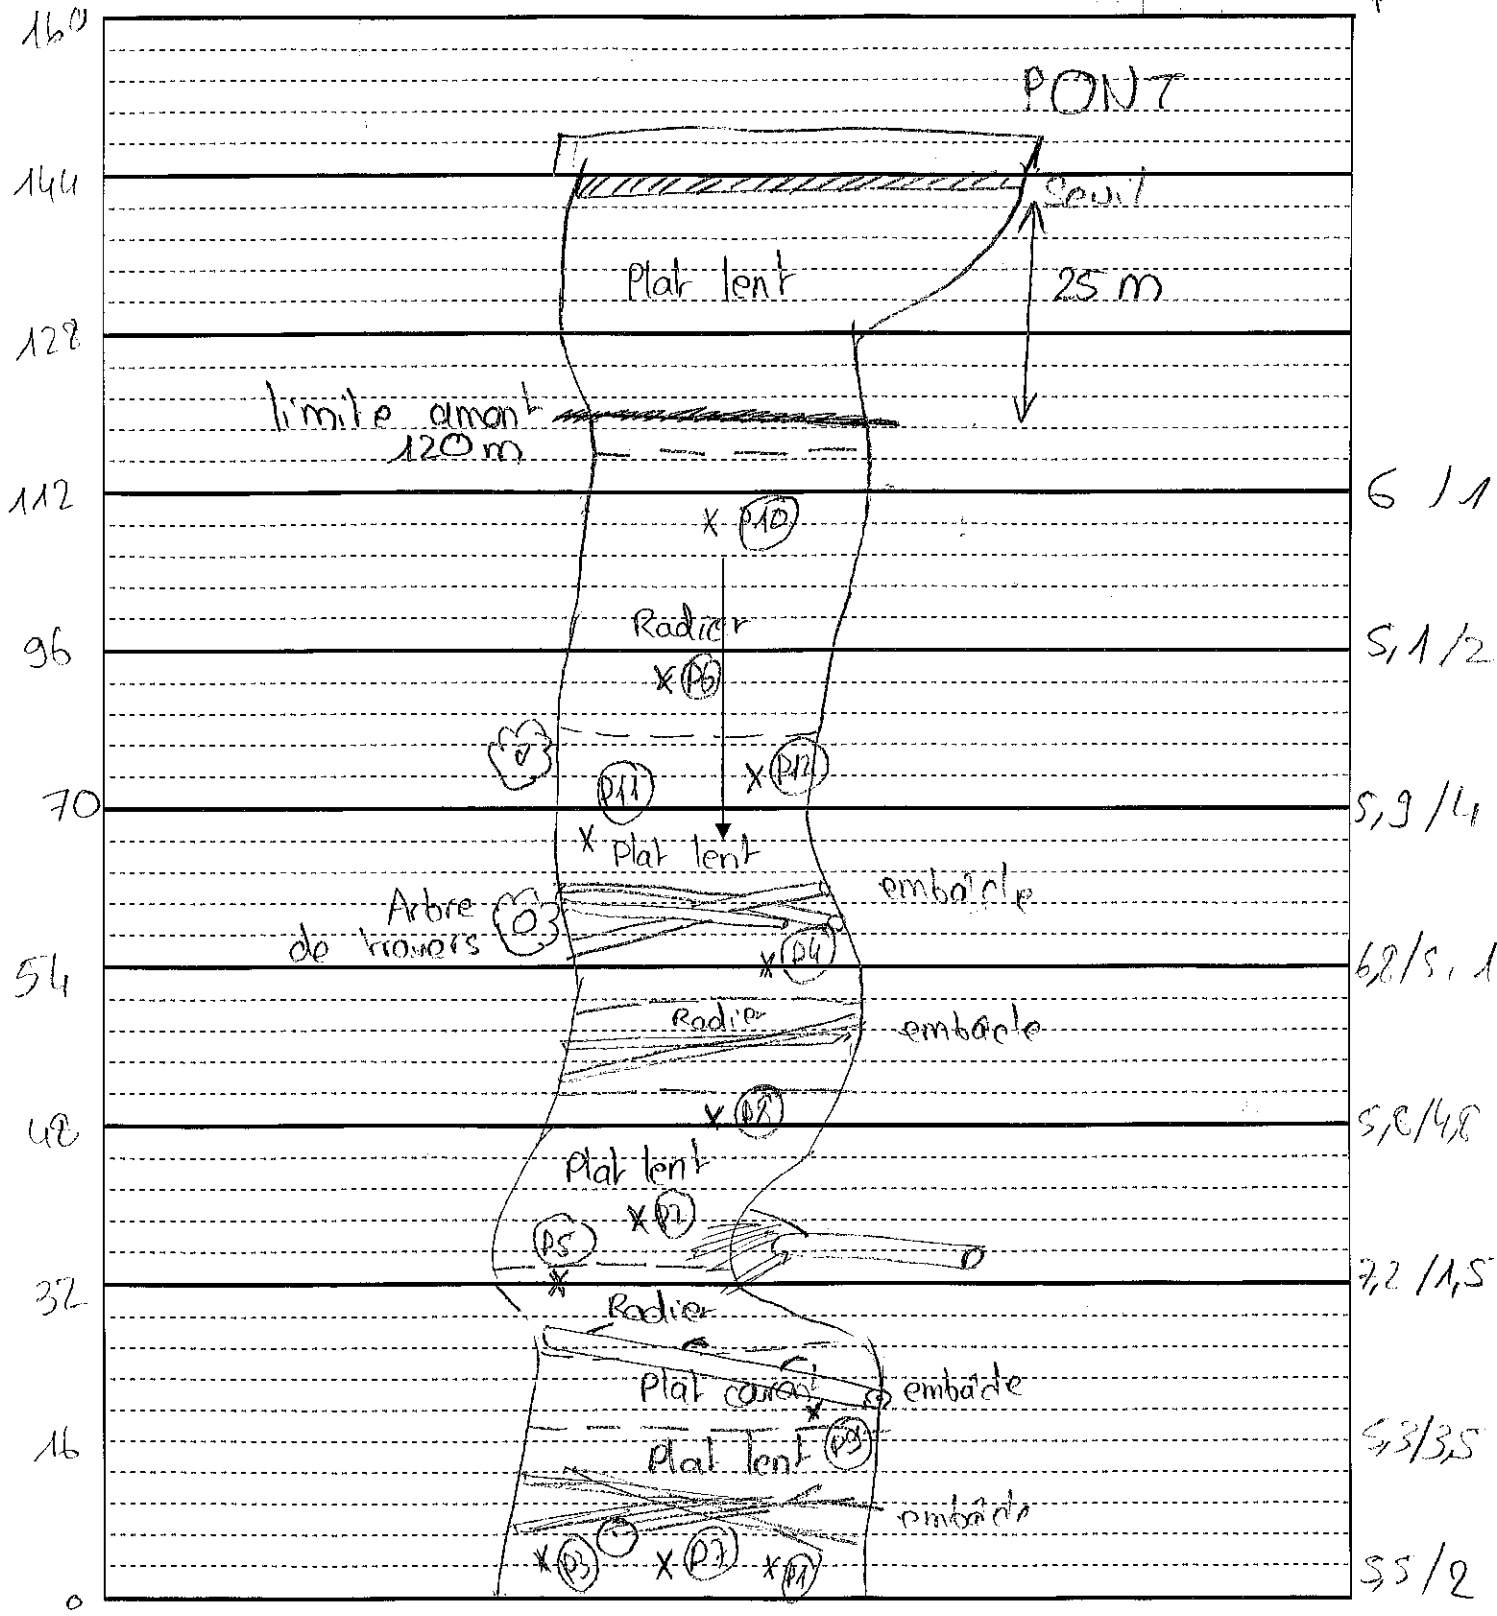 160
PONT
144
Seuil
Plat lent
25 m
128
limite amont
120m
112
6 / 1
x P10
Radier
96
5,1/2
x P6
x P12
P11
70
5,9/4
x Plat lent
embâcle
Arbre
de travers
x P4
54
6,8/5,1
Radier
embâcle
x P8
48
5,8/4,8
Plat lent
x P2
P5
x
32
7,2/1,5
Radier
Plat courant
embâcle
x
P9
16
5,3/3,5
Plat lent
embâcle
x P3
x P7
x P1
5,5/2
0